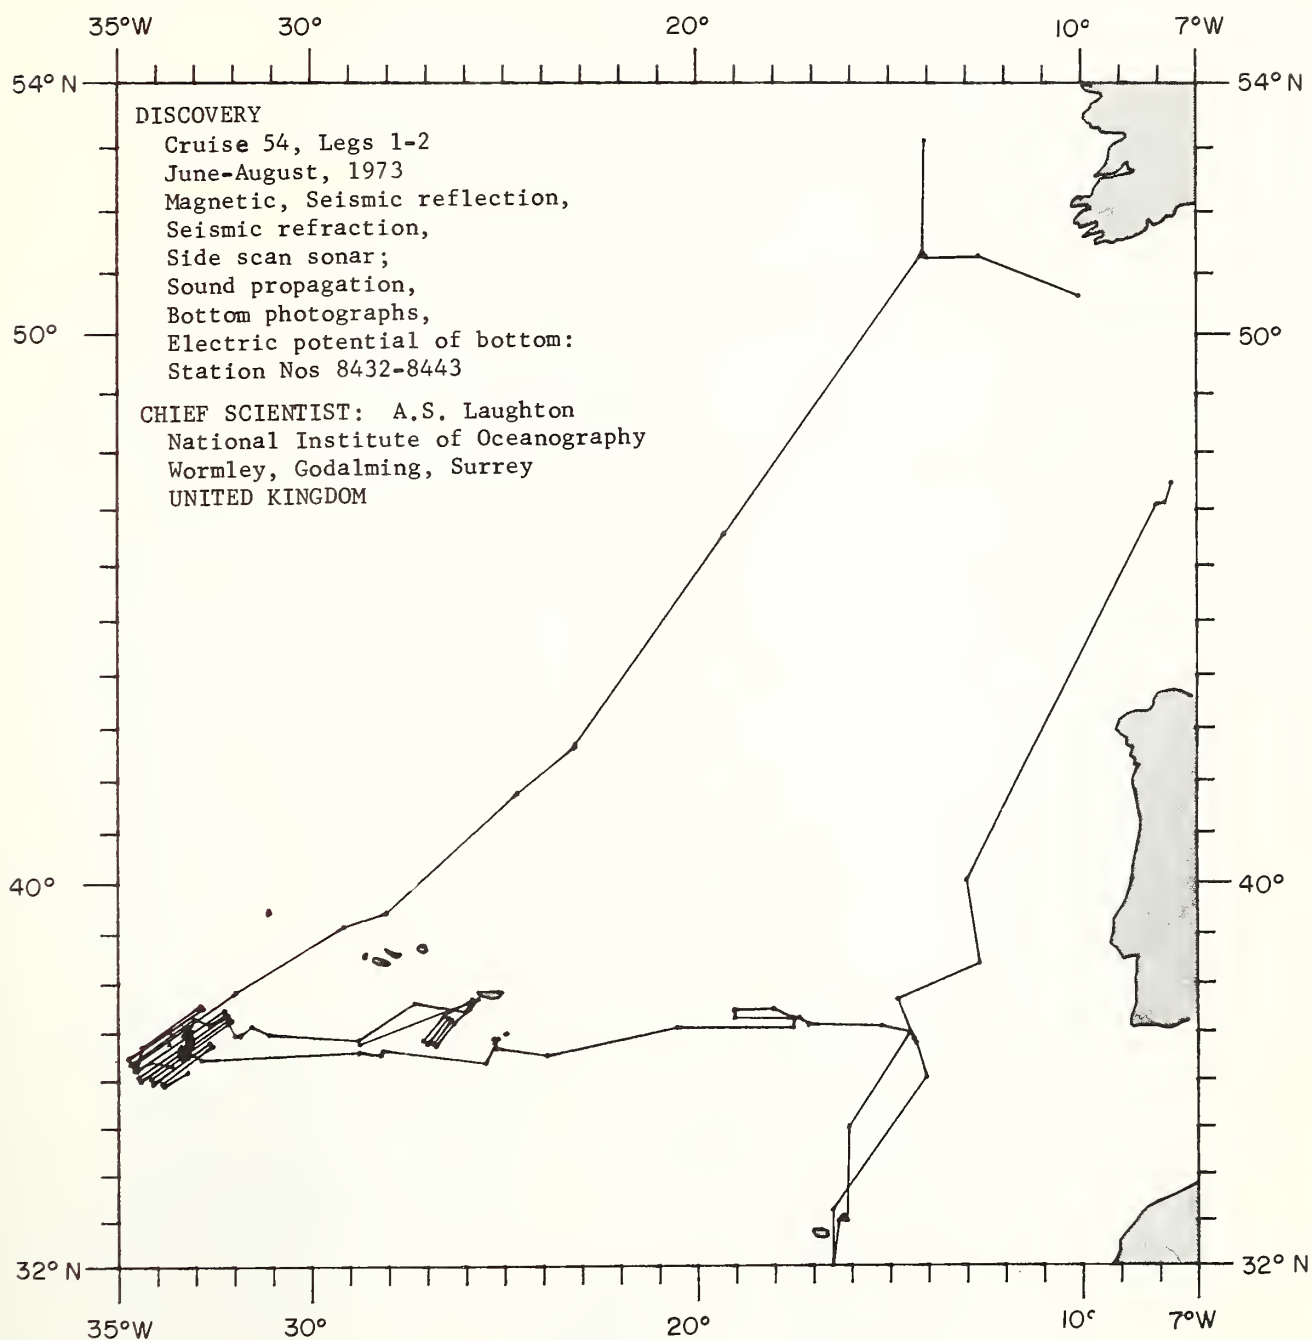 35°W 30° 20° 10° 7°W
54° N 54° N
DISCOVERY
Cruise 54, Legs 1-2
June-August, 1973
Magnetic, Seismic reflection,
Seismic refraction,
Side scan sonar;
Sound propagation,
Bottom photographs,
Electric potential of bottom:
Station Nos 8432-8443
50° 50°
CHIEF SCIENTIST: A.S. Laughton
National Institute of Oceanography
Wormley, Godalming, Surrey
UNITED KINGDOM
40° 40°
32° N 32° N
35°W 30° 20° 10° 7°W